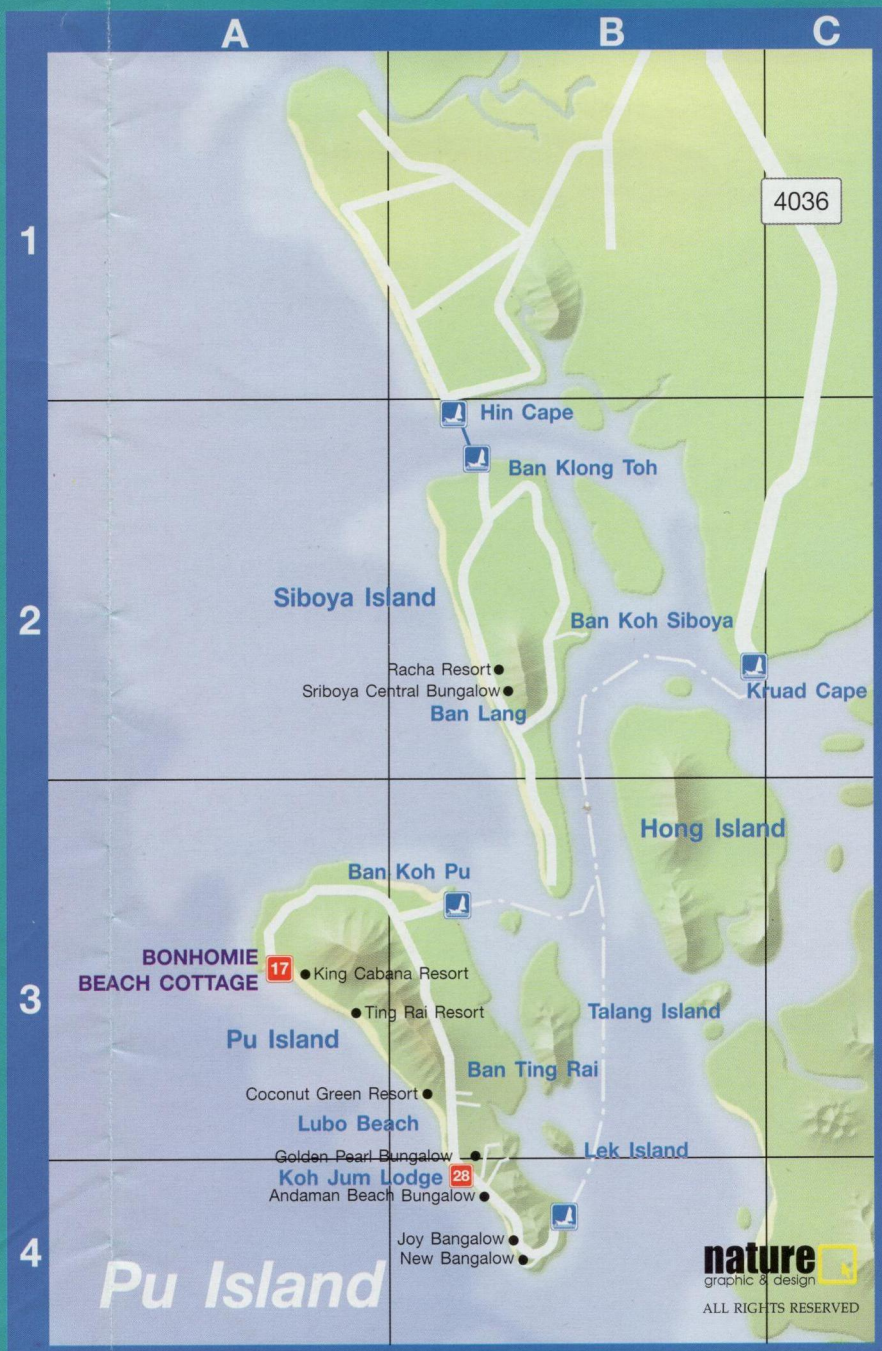 A
B
C
1
4036
Hin Cape
Ban Klong Toh
2
Siboya Island
Ban Koh Siboya
Racha Resort
Sriboya Central Bungalow
Ban Lang
Kruad Cape
Hong Island
Ban Koh Pu
BONHOMIE
BEACH COTTAGE
17
King Cabana Resort
3
Ting Rai Resort
Talang Island
Pu Island
Ban Ting Rai
Coconut Green Resort
Lubo Beach
Golden Pearl Bungalow
Lek Island
Koh Jum Lodge
28
Andaman Beach Bungalow
Joy Bangalow
New Bangalow
4
Pu Island
nature
graphic & design
ALL RIGHTS RESERVED